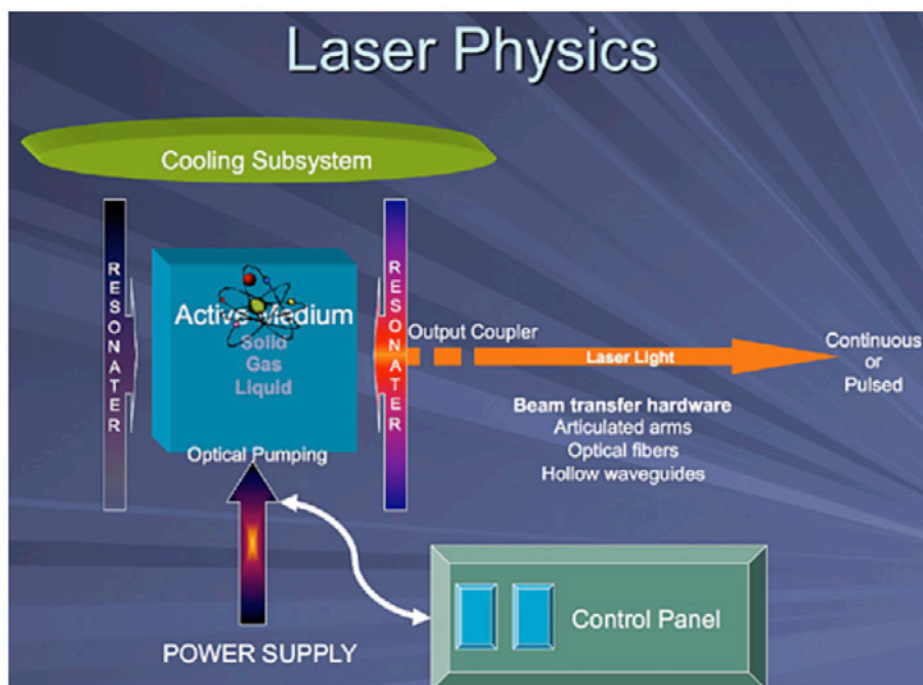 Laser Physics
Cooling Subsystem
RESONATER
Active Medium
Solid
Gas
Liquid
Optical Pumping
RESONATER
Output Coupler
Laser Light
Continuous
or
Pulsed
Beam transfer hardware
Articulated arms
Optical fibers
Hollow waveguides
POWER SUPPLY
Control Panel